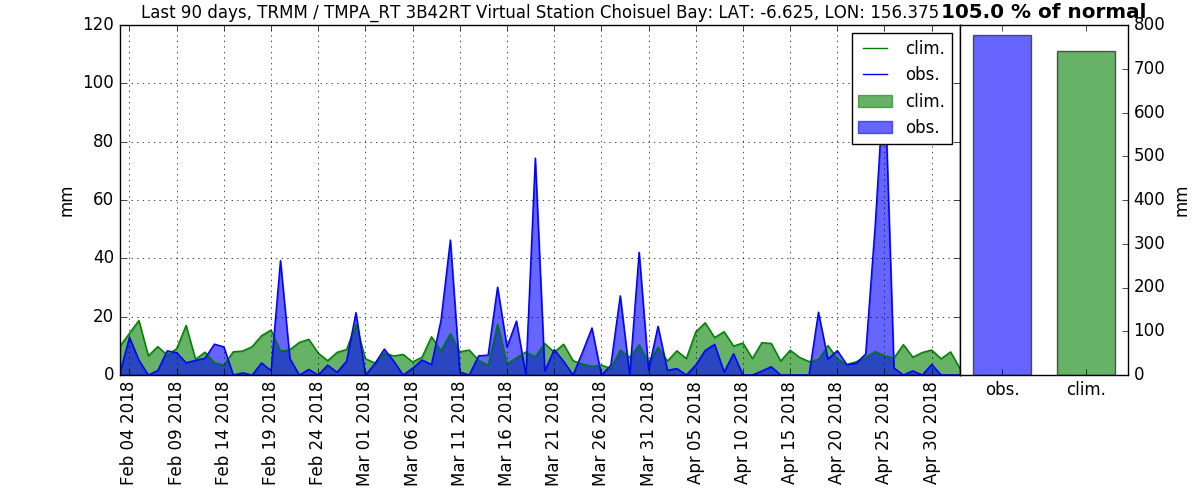 Last 90 days, TRMM / TMPA_RT 3B42RT Virtual Station Choisuel Bay: LAT: -6.625, LON: 156.375
105.0 % of normal
clim.
obs.
clim.
obs.
120
100
80
60
40
20
0
mm
800
700
600
500
400
300
200
100
0
mm
Feb 04 2018
Feb 09 2018
Feb 14 2018
Feb 19 2018
Feb 24 2018
Mar 01 2018
Mar 06 2018
Mar 11 2018
Mar 16 2018
Mar 21 2018
Mar 26 2018
Mar 31 2018
Apr 05 2018
Apr 10 2018
Apr 15 2018
Apr 20 2018
Apr 25 2018
Apr 30 2018
obs.
clim.